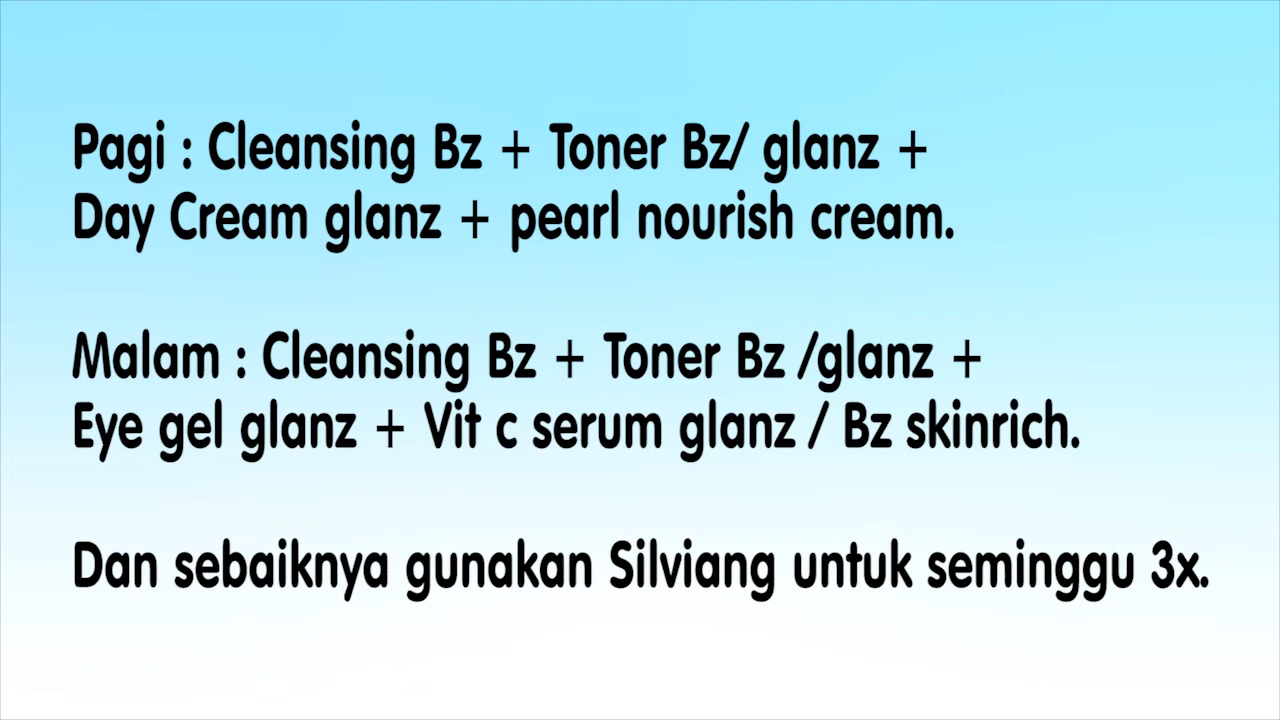 Pagi : Cleansing Bz + Toner Bz/ glanz +
Day Cream glanz + pearl nourish cream.
Malam : Cleansing Bz + Toner Bz /glanz +
Eye gel glanz + Vit c serum glanz / Bz skinrich.
Dan sebaiknya gunakan Silviang untuk seminggu 3x.